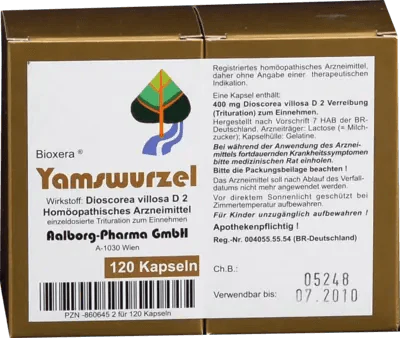 Bioxera ®
Yamswurzel
Wirkstoff: Dioscorea villosa D 2
Homöopathisches Arzneimittel
einzeldosierte Trituration zum Einnehmen
Aalborg-Pharma GmbH
A-1030 Wien
120 Kapseln
PZN -860645 2 für 120 Kapseln
Registriertes homöopathisches Arzneimittel,
daher ohne Angabe einer therapeutischen
Indikation.
Eine Kapsel enthält:
400 mg Dioscorea villosa D 2 Verreibung
(Trituration) zum Einnehmen.
Hergestellt nach Vorschrift 7 HAB der BR-
Deutschland. Arzneiträger: Lactose (= Milch-
zucker); Kapselhülle: Gelatine.
Bei während der Anwendung des Arznei-
mittels fortdauernden Krankheitssymptomen
bitte medizinischen Rat einholen.
Bitte die Packungsbeilage beachten !
Das Arzneimittel soll nach Ablauf des Verfall-
datums nicht mehr angewendet werden.
Vor direktem Sonnenlicht geschützt bei
Zimmertemperatur aufbewahren.
Für Kinder unzugänglich aufbewahren !
Apothekenpflichtig !
Reg.-Nr. 004055.55.54 (BR-Deutschland)
Ch.B.: 05248
Verwendbar bis: 07.2010